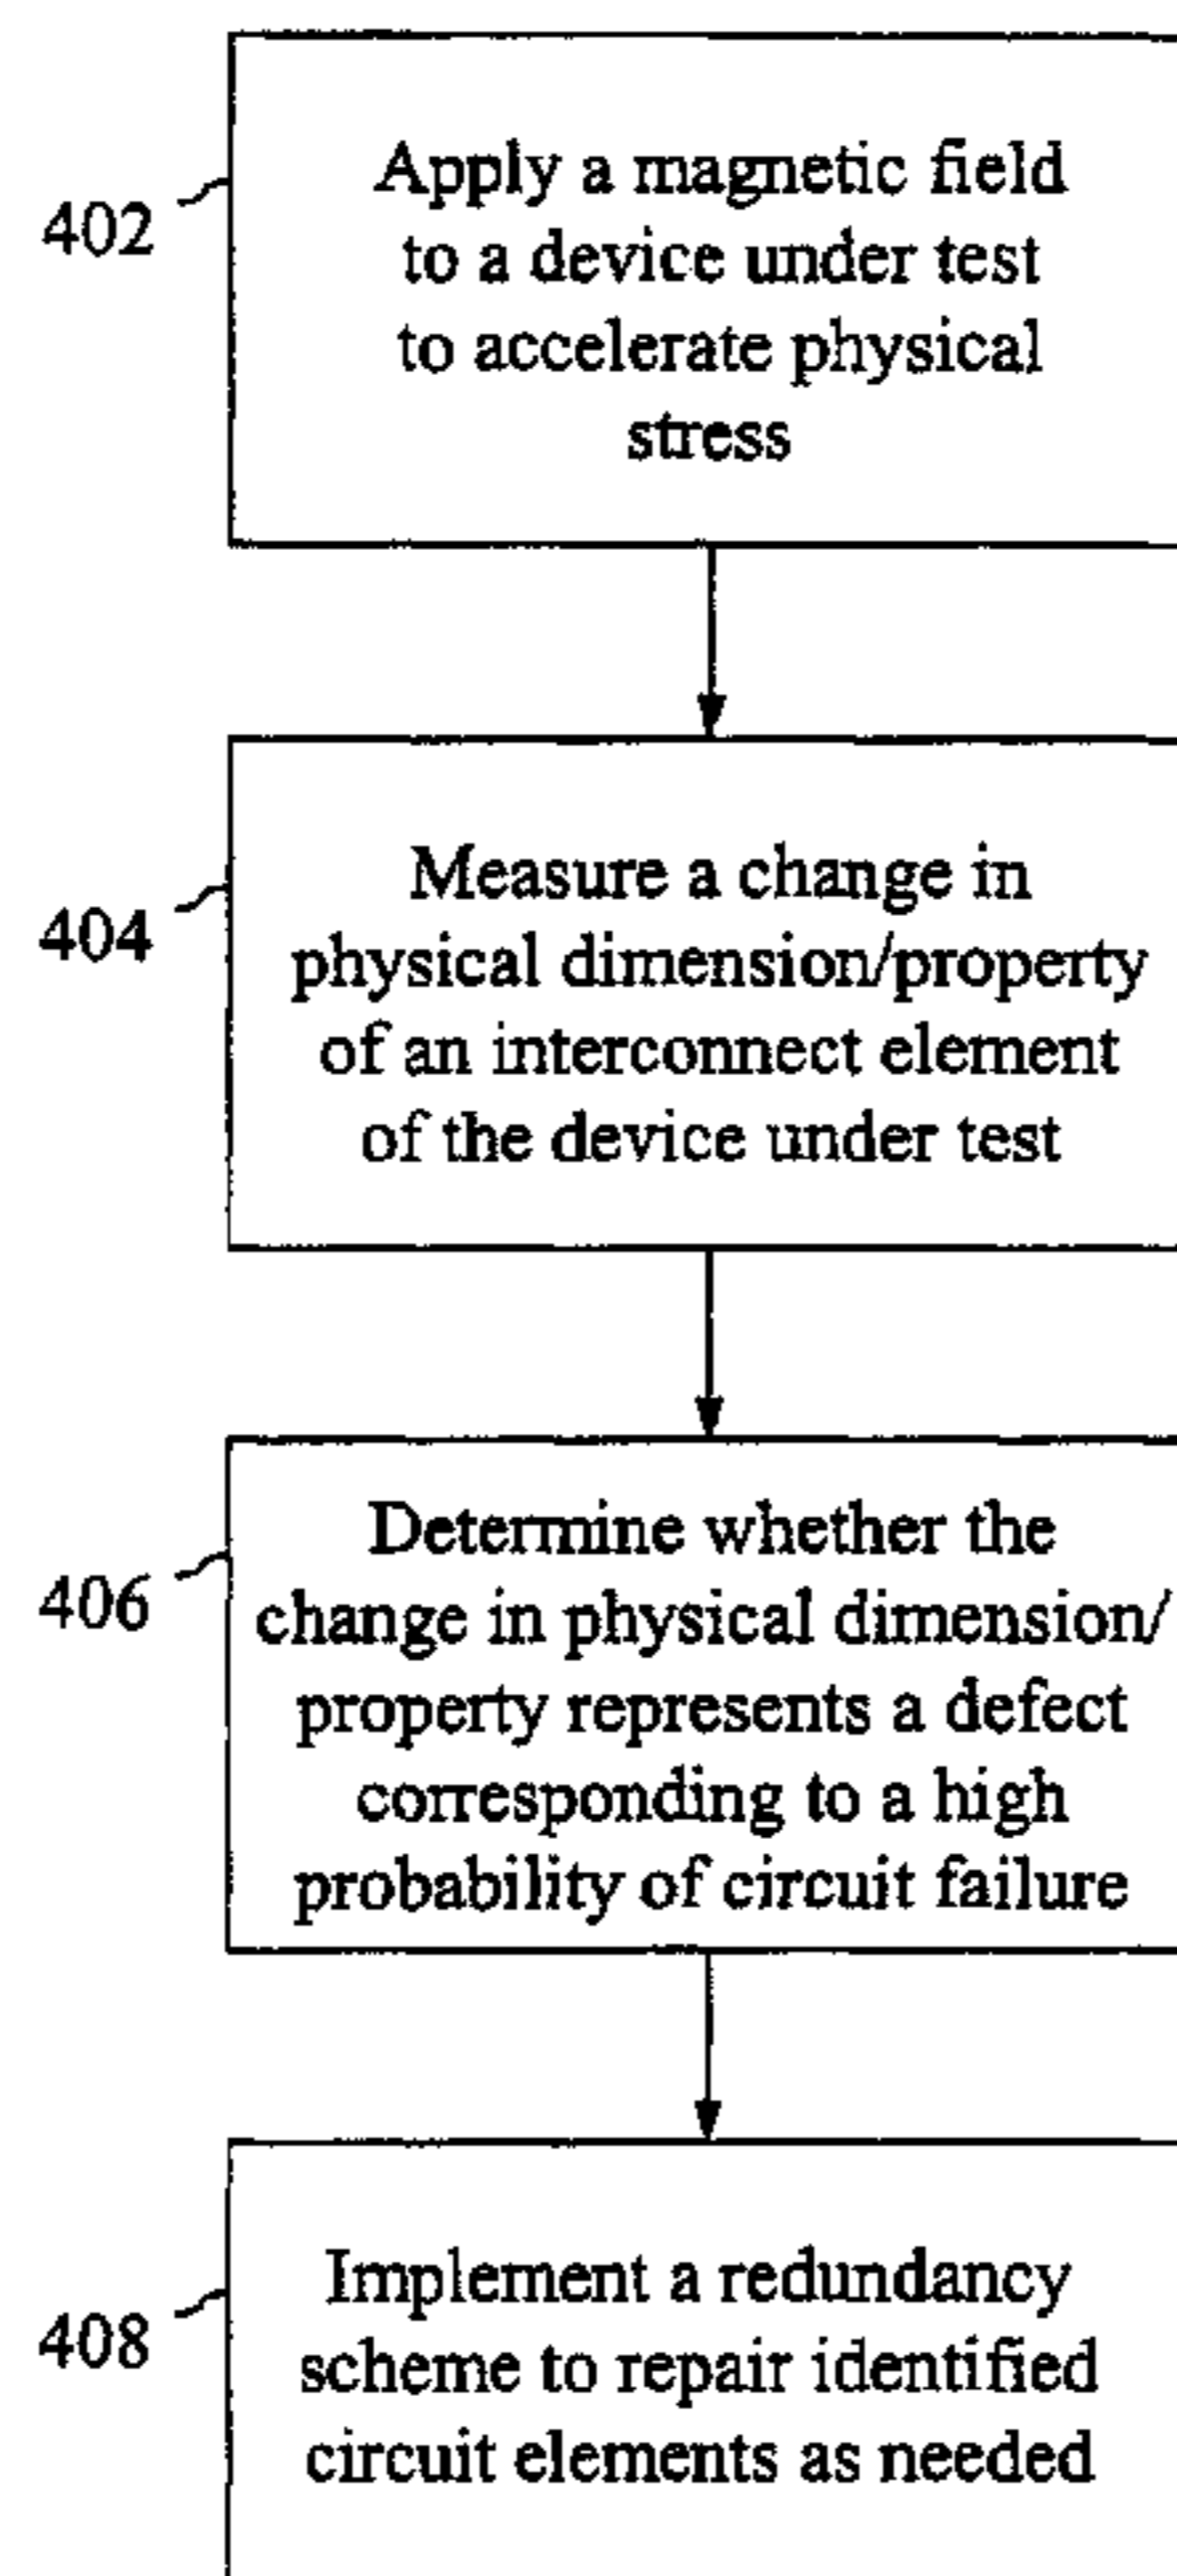 Apply a magnetic field
to a device under test
to accelerate physical
stress
402
Measure a change in
physical dimension/property
of an interconnect element
of the device under test
404
Determine whether the
change in physical dimension/
property represents a defect
corresponding to a high
probability of circuit failure
406
Implement a redundancy
scheme to repair identified
circuit elements as needed
408